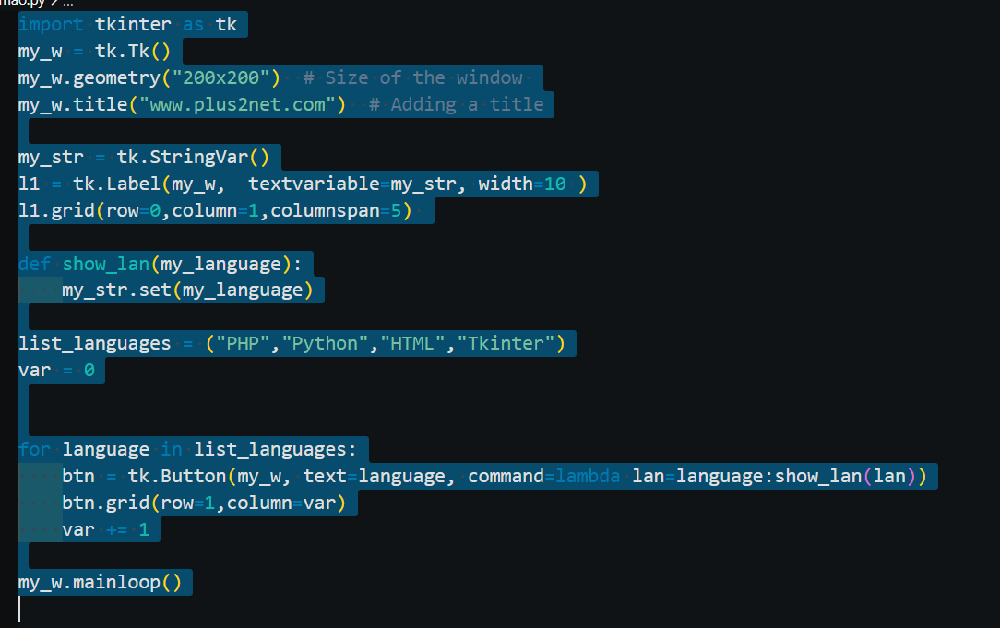 mao.py > ...
import tkinter as tk
my_w = tk.Tk()
my_w.geometry("200x200")  # Size of the window
my_w.title("www.plus2net.com")  # Adding a title
my_str = tk.StringVar()
l1 = tk.Label(my_w,  textvariable=my_str, width=10 )
l1.grid(row=0,column=1,columnspan=5)
def show_lan(my_language):
    my_str.set(my_language)
list_languages = ("PHP","Python","HTML","Tkinter")
var = 0
for language in list_languages:
    btn = tk.Button(my_w, text=language, command=lambda lan=language:show_lan(lan))
    btn.grid(row=1,column=var)
    var += 1
my_w.mainloop()